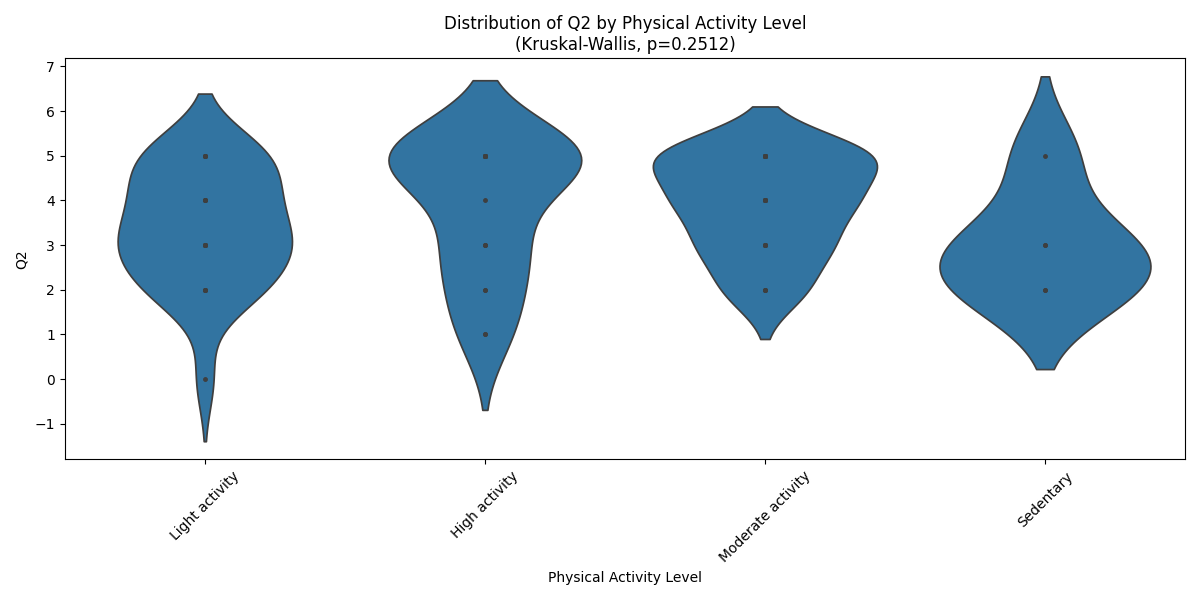 Distribution of Q2 by Physical Activity Level
(Kruskal-Wallis, p=0.2512)
7
6
5
4
3
2
1
0
−1
Q2
Light activity
High activity
Moderate activity
Sedentary
Physical Activity Level